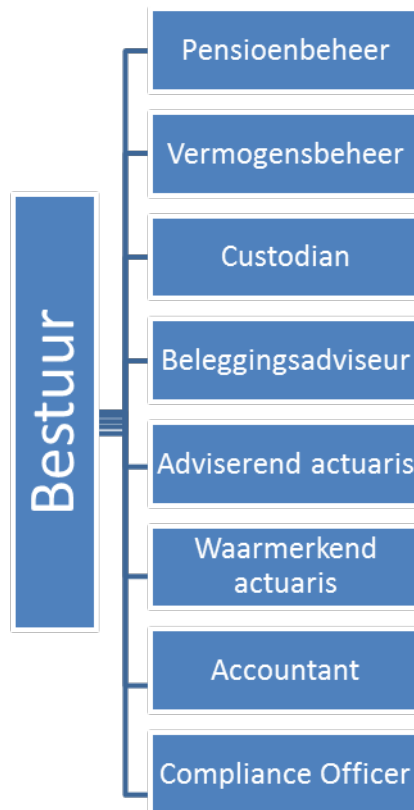 Bestuur
Pensioenbeheer
Vermogensbeheer
Custodian
Beleggingsadviseur
Adviserend actuaris
Waarmerkend
actuaris
Accountant
Compliance Officer